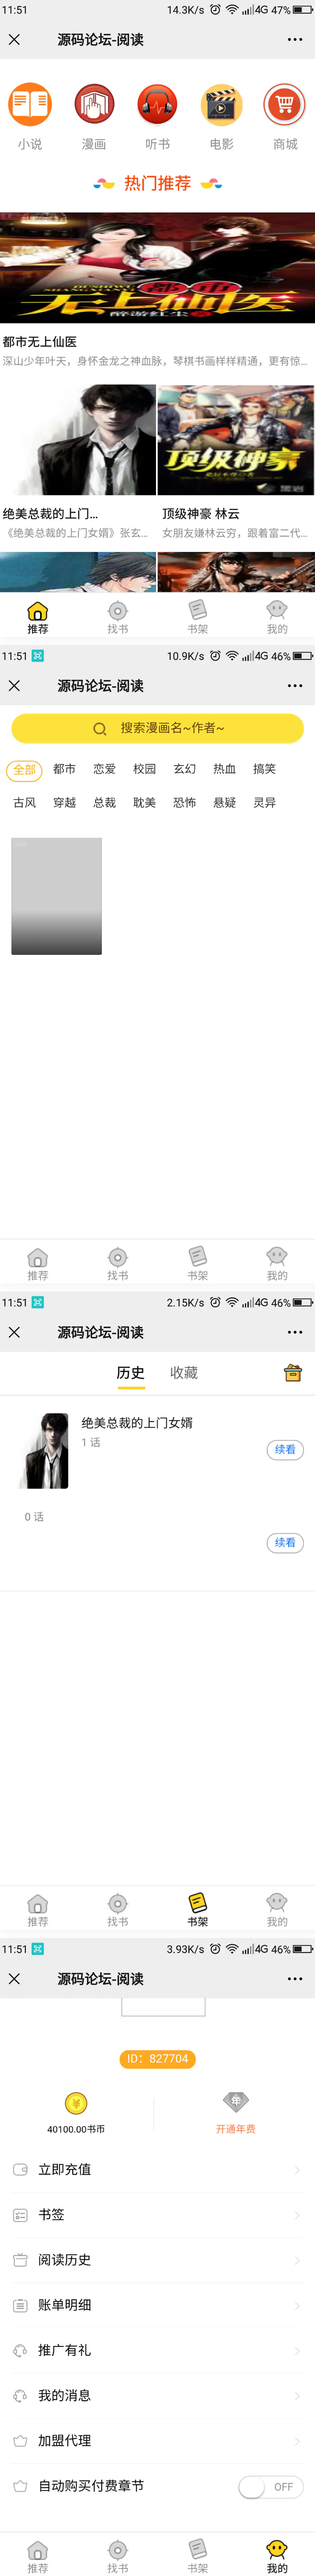 11:51 14.3K/s 4G 47%
源码论坛-阅读
小说 漫画 听书 电影 商城
热门推荐
都市
无上仙医
醉游红尘
都市无上仙医
深山少年叶天，身怀金龙之神血脉，琴棋书画样样精通，更有惊...
顶级神豪
绝美总裁的上门... 顶级神豪 林云
《绝美总裁的上门女婿》张玄... 女朋友嫌林云穷，跟着富二代...
推荐 找书 书架 我的
11:51 10.9K/s 4G 46%
源码论坛-阅读
搜索漫画名~作者~
全部 都市 恋爱 校园 玄幻 热血 搞笑
古风 穿越 总裁 耽美 恐怖 悬疑 灵异
推荐 找书 书架 我的
11:51 2.15K/s 4G 46%
源码论坛-阅读
历史 收藏
绝美总裁的上门女婿
1 话
续看
0 话
续看
推荐 找书 书架 我的
11:51 3.93K/s 4G 46%
源码论坛-阅读
ID：827704
¥ 年
40100.00书币 开通年费
立即充值
书签
阅读历史
账单明细
推广有礼
我的消息
加盟代理
自动购买付费章节 OFF
推荐 找书 书架 我的